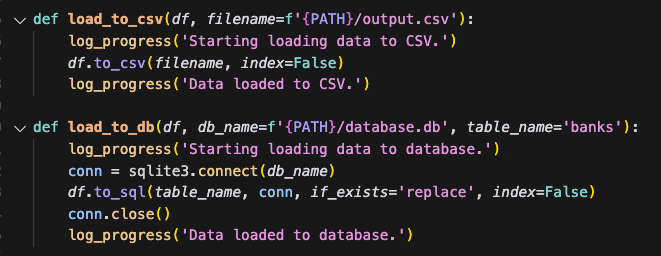 def load_to_csv(df, filename=f'{PATH}/output.csv'):
    log_progress('Starting loading data to CSV.')
    df.to_csv(filename, index=False)
    log_progress('Data loaded to CSV.')

def load_to_db(df, db_name=f'{PATH}/database.db', table_name='banks'):
    log_progress('Starting loading data to database.')
    conn = sqlite3.connect(db_name)
    df.to_sql(table_name, conn, if_exists='replace', index=False)
    conn.close()
    log_progress('Data loaded to database.')